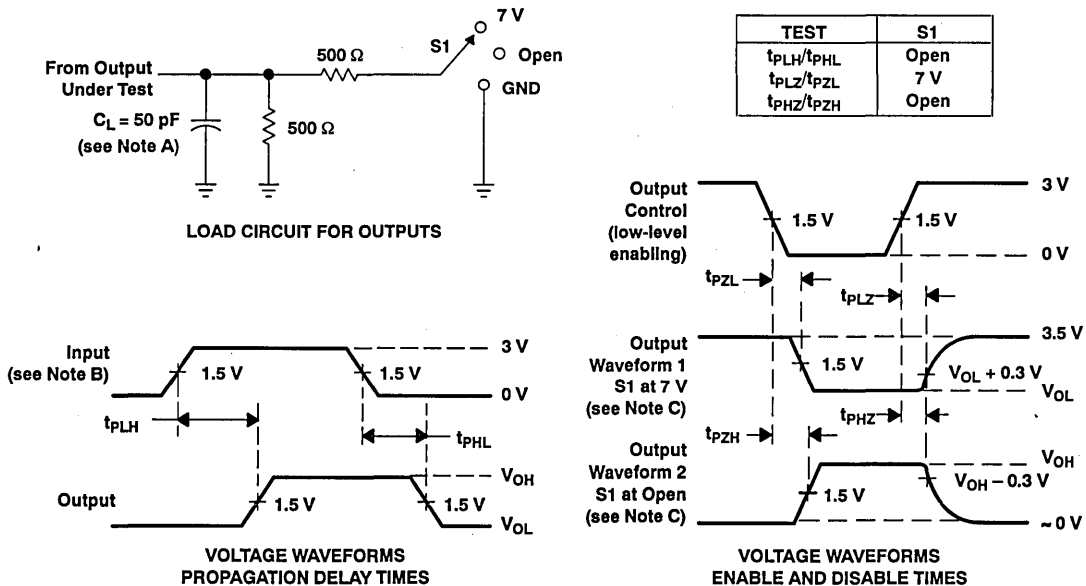 7 V
S1
Open
GND
500 Ω
From Output
Under Test
C_L = 50 pF
(see Note A)
500 Ω
LOAD CIRCUIT FOR OUTPUTS
TEST S1
t_PLH/t_PHL Open
t_PLZ/t_PZL 7 V
t_PHZ/t_PZH Open
Input
(see Note B)
3 V
1.5 V
1.5 V
0 V
t_PLH
t_PHL
Output
V_OH
1.5 V
1.5 V
V_OL
VOLTAGE WAVEFORMS
PROPAGATION DELAY TIMES
Output
Control
(low-level
enabling)
3 V
1.5 V
1.5 V
0 V
t_PZL
t_PLZ
Output
Waveform 1
S1 at 7 V
(see Note C)
3.5 V
1.5 V
V_OL + 0.3 V
V_OL
t_PHZ
t_PZH
Output
Waveform 2
S1 at Open
(see Note C)
V_OH
1.5 V
V_OH − 0.3 V
~ 0 V
VOLTAGE WAVEFORMS
ENABLE AND DISABLE TIMES